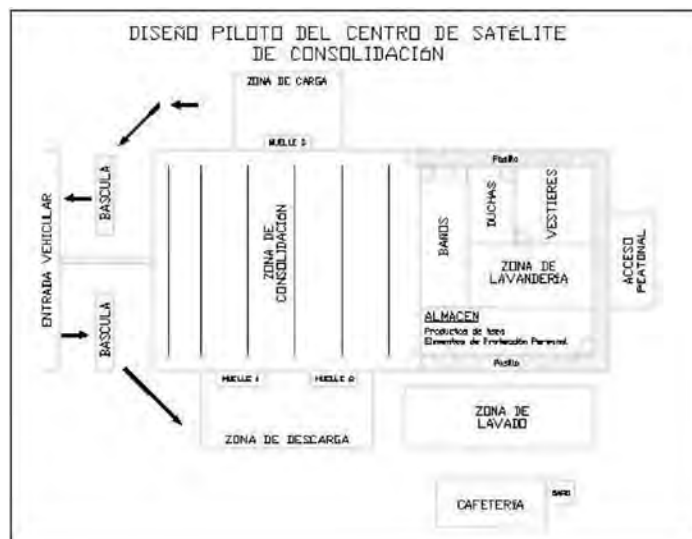 DISEÑO PILOTO DEL CENTRO DE SATÉLITE
DE CONSOLIDACIÓN
ZONA DE CARGA
MUELLE 3
ENTRADA VEHICULAR
BASCULA
BASCULA
ZONA DE
CONSOLIDACIÓN
Pasillo
BAÑOS
DUCHAS
VESTIERES
ZONA DE
LAVANDERÍA
ACCESO
PEATONAL
ALMACEN
Productos de Aseo
Elementos de Protección Personal
Pasillo
MUELLE 1
MUELLE 2
ZONA DE DESCARGA
ZONA DE
LAVADO
CAFETERÍA
BAÑO